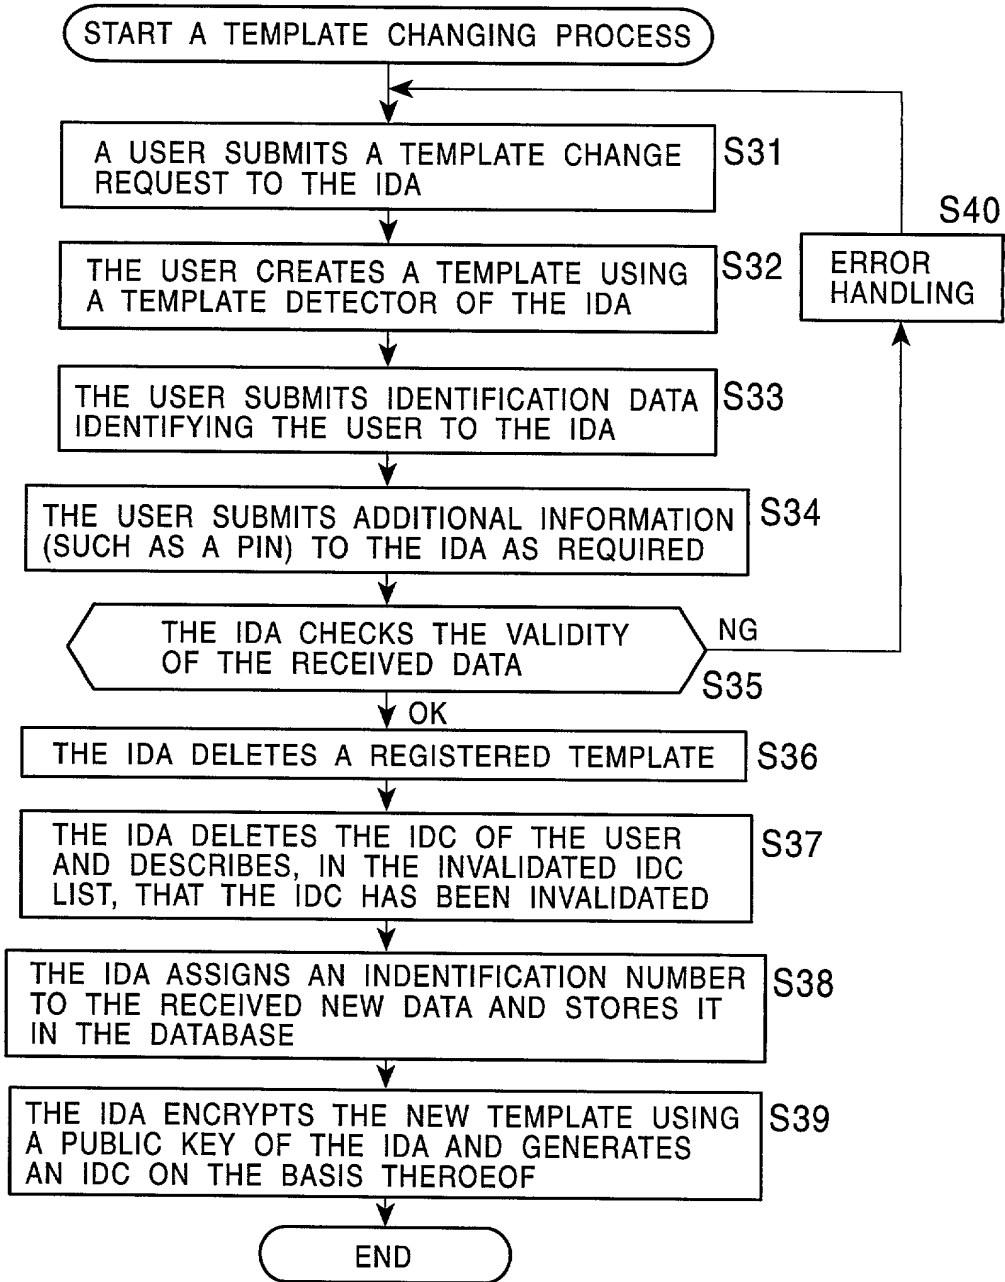 START A TEMPLATE CHANGING PROCESS
A USER SUBMITS A TEMPLATE CHANGE
REQUEST TO THE IDA
S31
S40
THE USER CREATES A TEMPLATE USING
A TEMPLATE DETECTOR OF THE IDA
S32
ERROR
HANDLING
THE USER SUBMITS IDENTIFICATION DATA
IDENTIFYING THE USER TO THE IDA
S33
THE USER SUBMITS ADDITIONAL INFORMATION
(SUCH AS A PIN) TO THE IDA AS REQUIRED
S34
THE IDA CHECKS THE VALIDITY
OF THE RECEIVED DATA
NG
S35
OK
THE IDA DELETES A REGISTERED TEMPLATE
S36
THE IDA DELETES THE IDC OF THE USER
AND DESCRIBES, IN THE INVALIDATED IDC
LIST, THAT THE IDC HAS BEEN INVALIDATED
S37
THE IDA ASSIGNS AN INDENTIFICATION NUMBER
TO THE RECEIVED NEW DATA AND STORES IT
IN THE DATABASE
S38
THE IDA ENCRYPTS THE NEW TEMPLATE USING
A PUBLIC KEY OF THE IDA AND GENERATES
AN IDC ON THE BASIS THEROEOF
S39
END